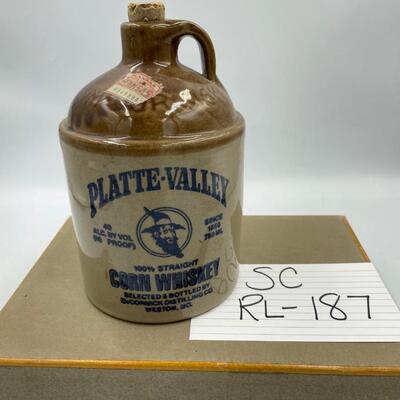 PLATTE-VALLEY
40
ALC. BY VOL
(80 PROOF)
SINCE
1856
750 ML
100% STRAIGHT
CORN WHISKEY
SELECTED & BOTTLED BY
McCORMICK DISTILLING CO.
WESTON, MO.
SC
RL-187